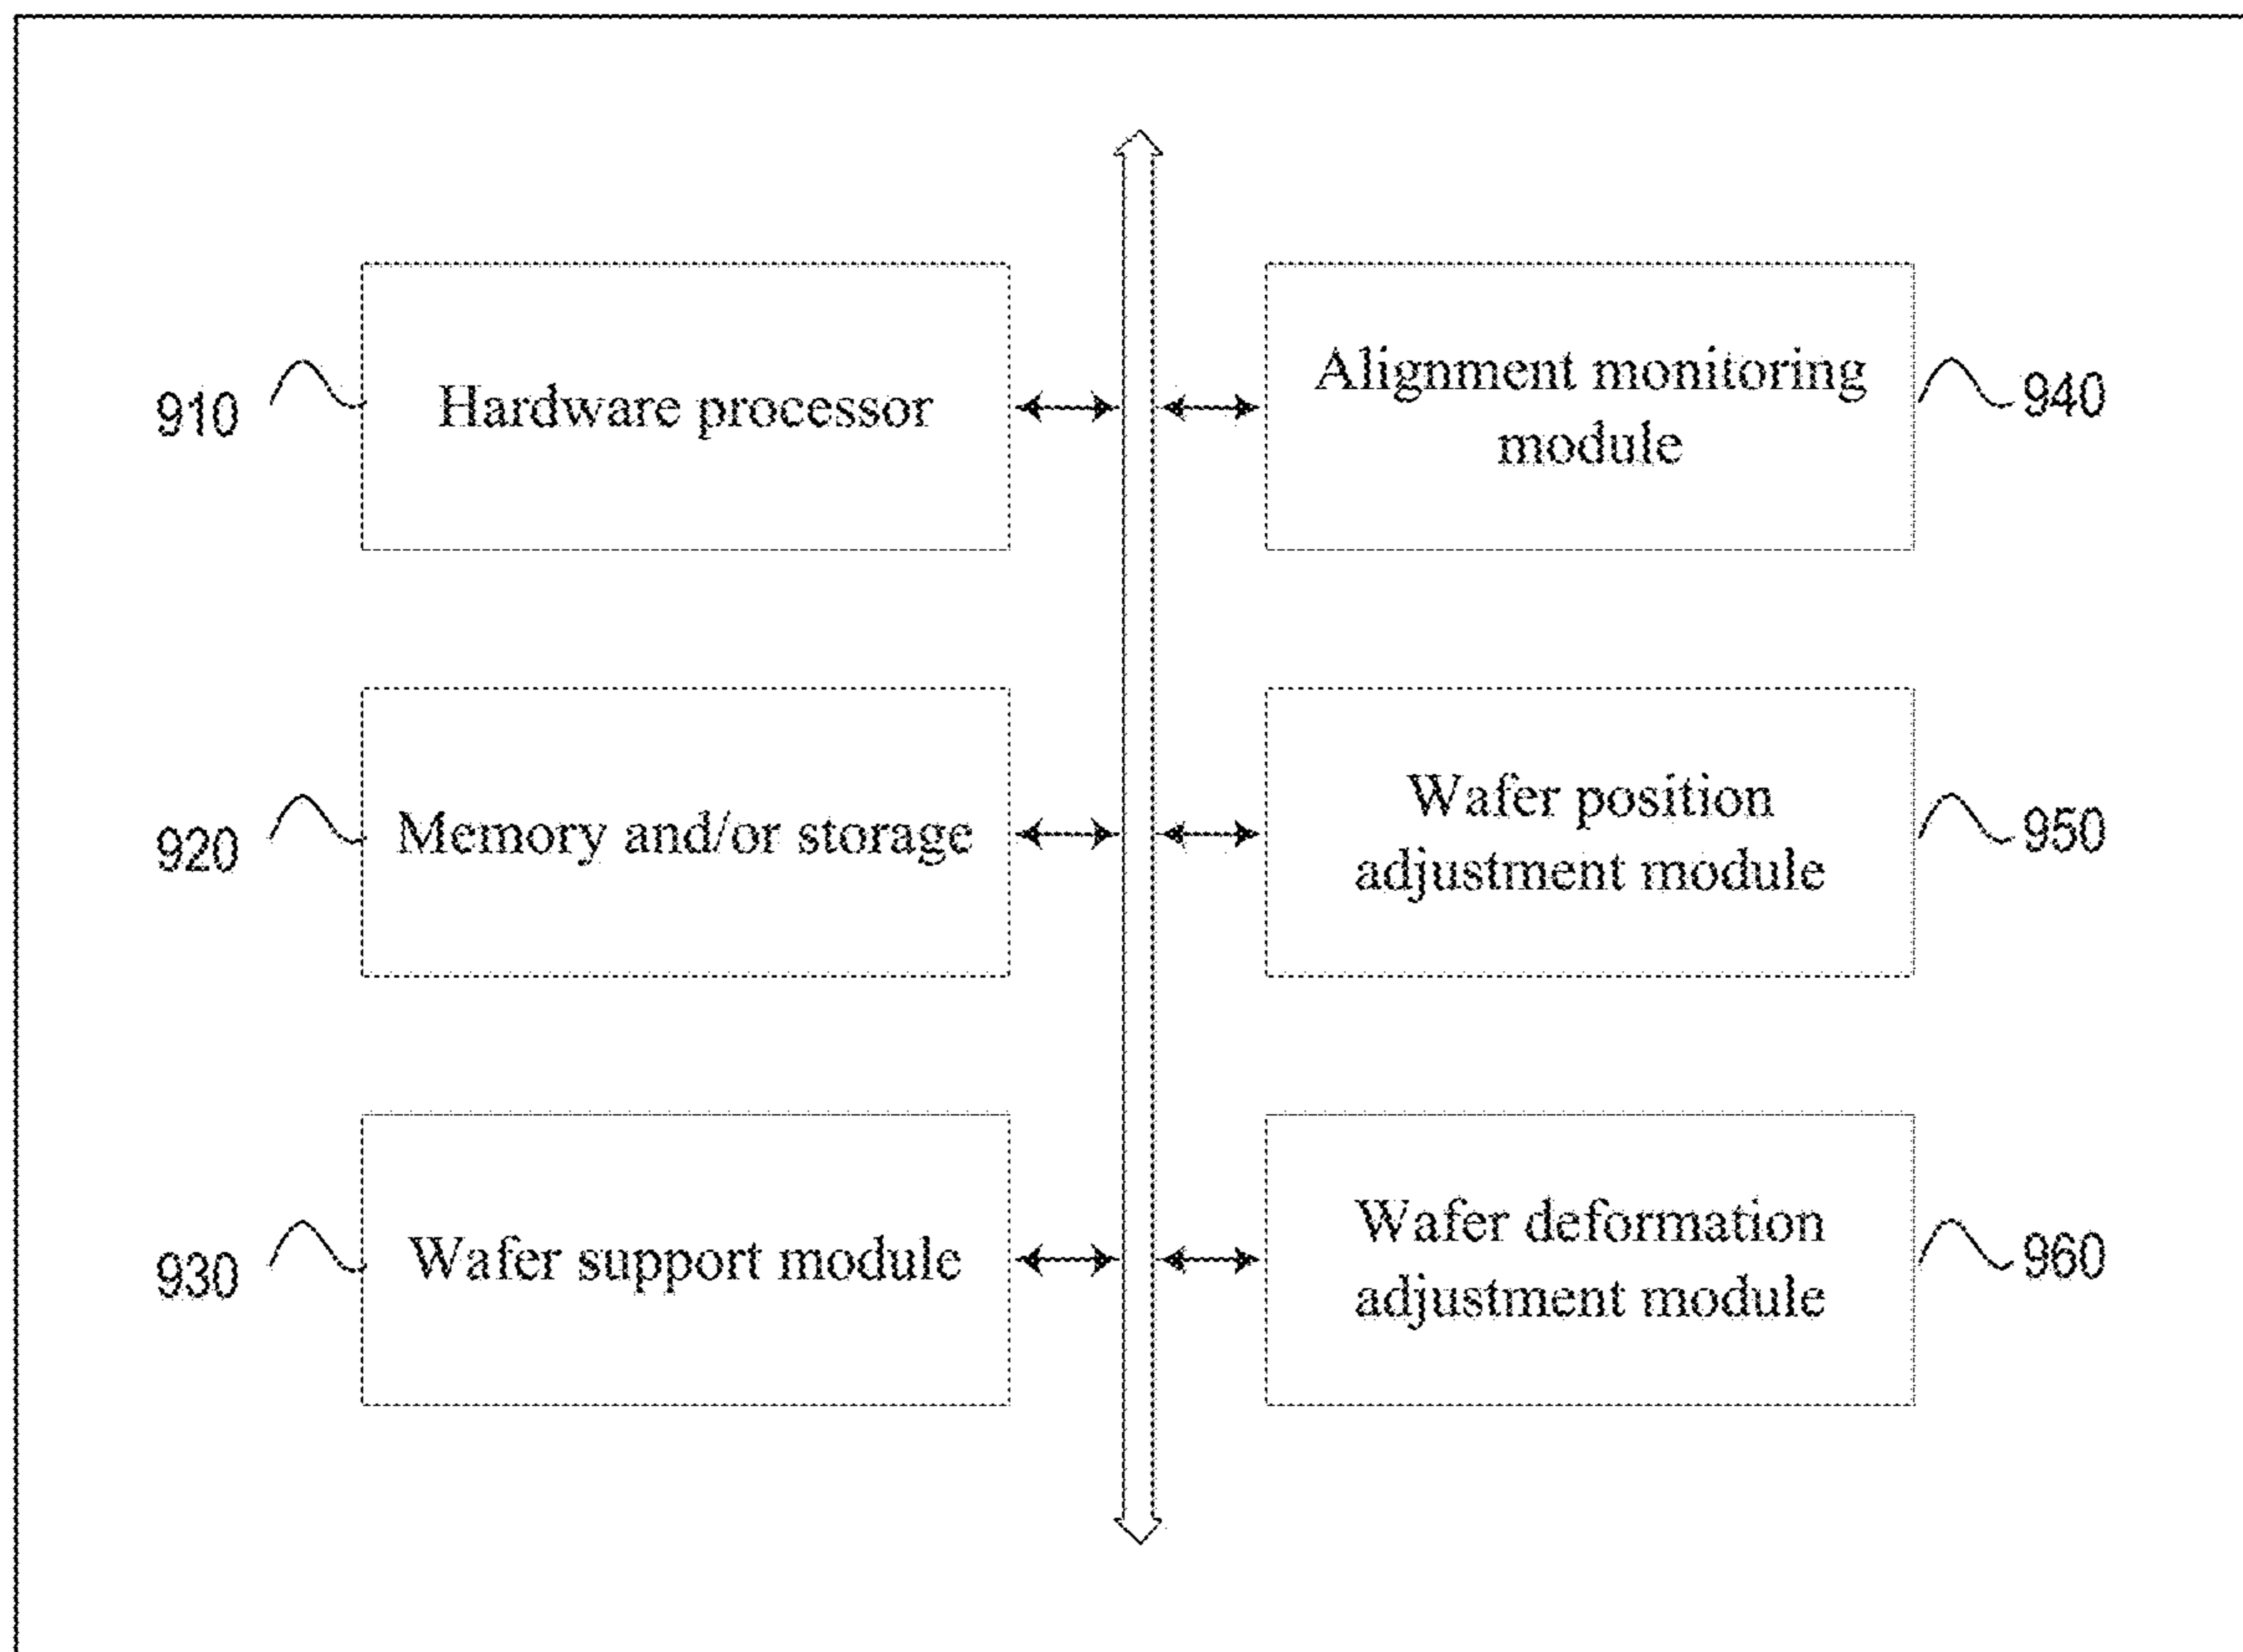 910
Hardware processor
Alignment monitoring
module
940
920
Memory and/or storage
Wafer position
adjustment module
950
930
Wafer support module
Wafer deformation
adjustment module
960